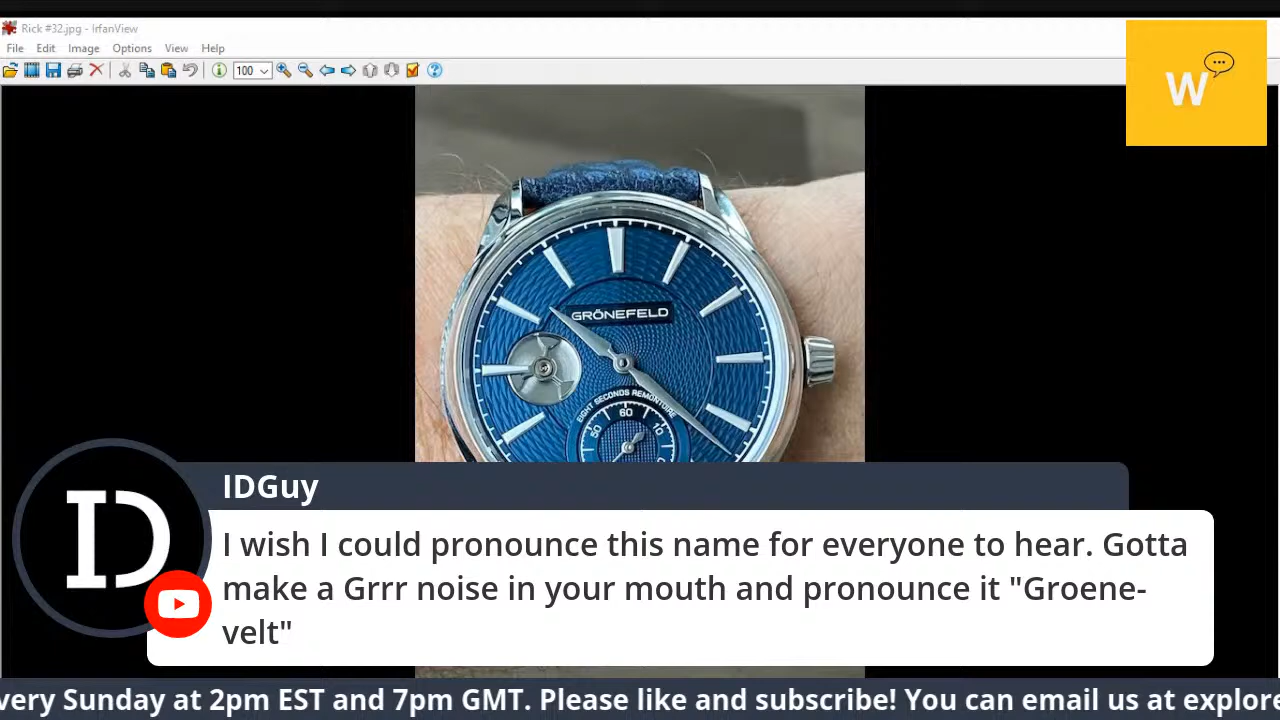 Rick #32.jpg - IrfanView
File Edit Image Options View Help
100
W
GRÖNEFELD
EIGHT SECONDS REMONTOIRE
60
50
10
ID
IDGuy
I wish I could pronounce this name for everyone to hear. Gotta
make a Grrr noise in your mouth and pronounce it "Groene-
velt"
very Sunday at 2pm EST and 7pm GMT. Please like and subscribe! You can email us at explore